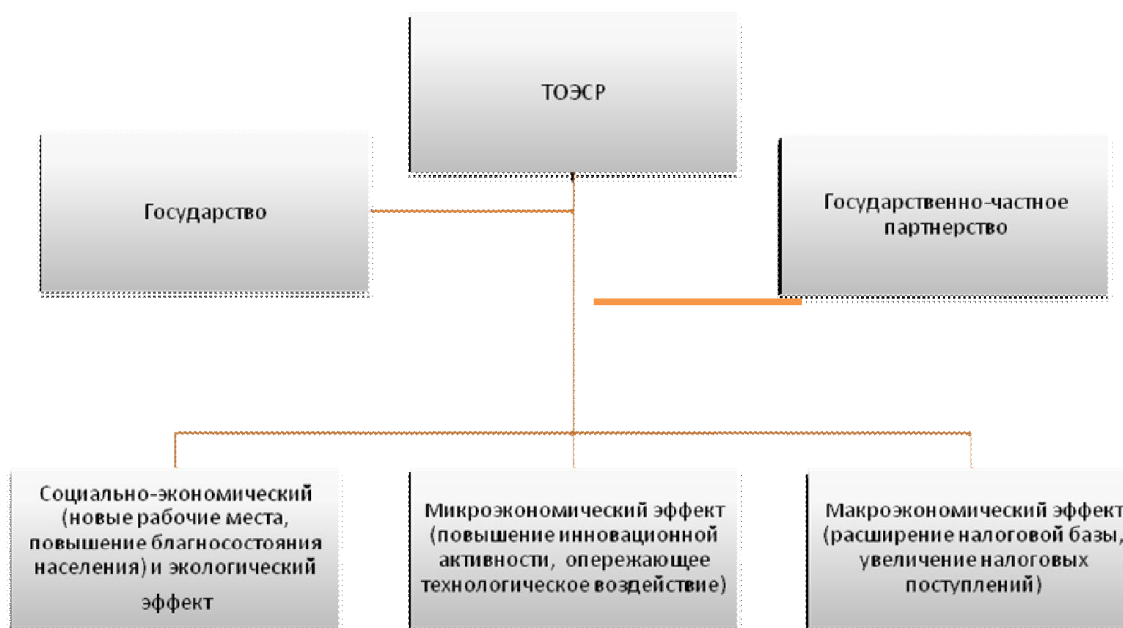 ТОЭСР
Государство
Государственно-частное
партнерство
Социально-экономический
(новые рабочие места,
повышение благносостояния
населения) и экологический
эффект
Микроэкономический эффект
(повышение инновационной
активности, опережающее
технологическое воздействие)
Макроэкономический эффект
(расширение налоговой базы,
увеличение налоговых
поступлений)